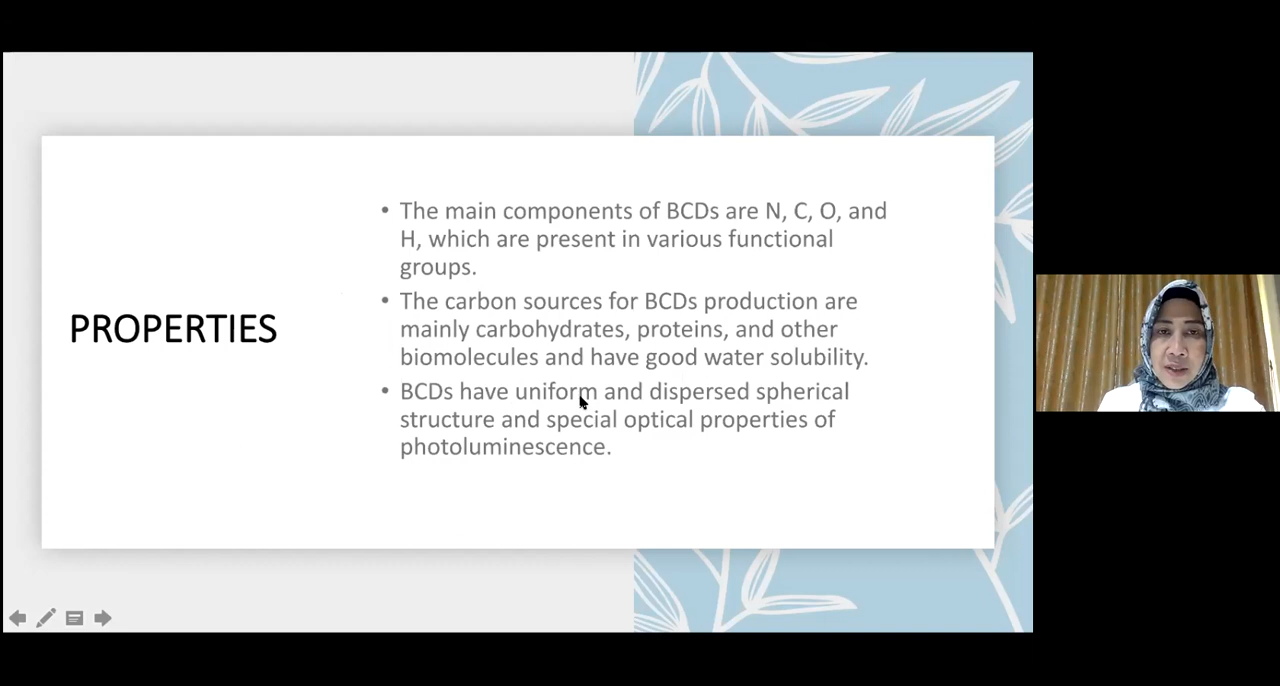 PROPERTIES
• The main components of BCDs are N, C, O, and
H, which are present in various functional
groups.
• The carbon sources for BCDs production are
mainly carbohydrates, proteins, and other
biomolecules and have good water solubility.
• BCDs have uniform and dispersed spherical
structure and special optical properties of
photoluminescence.